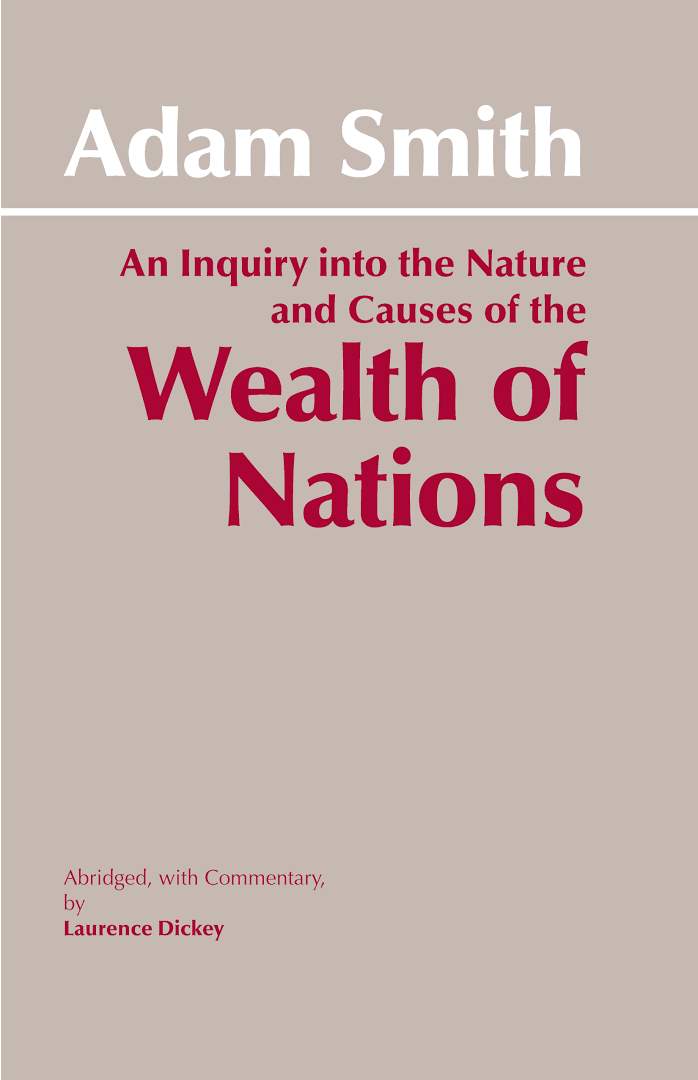 Adam Smith
An Inquiry into the Nature
and Causes of the
Wealth of
Nations
Abridged, with Commentary,
by
Laurence Dickey